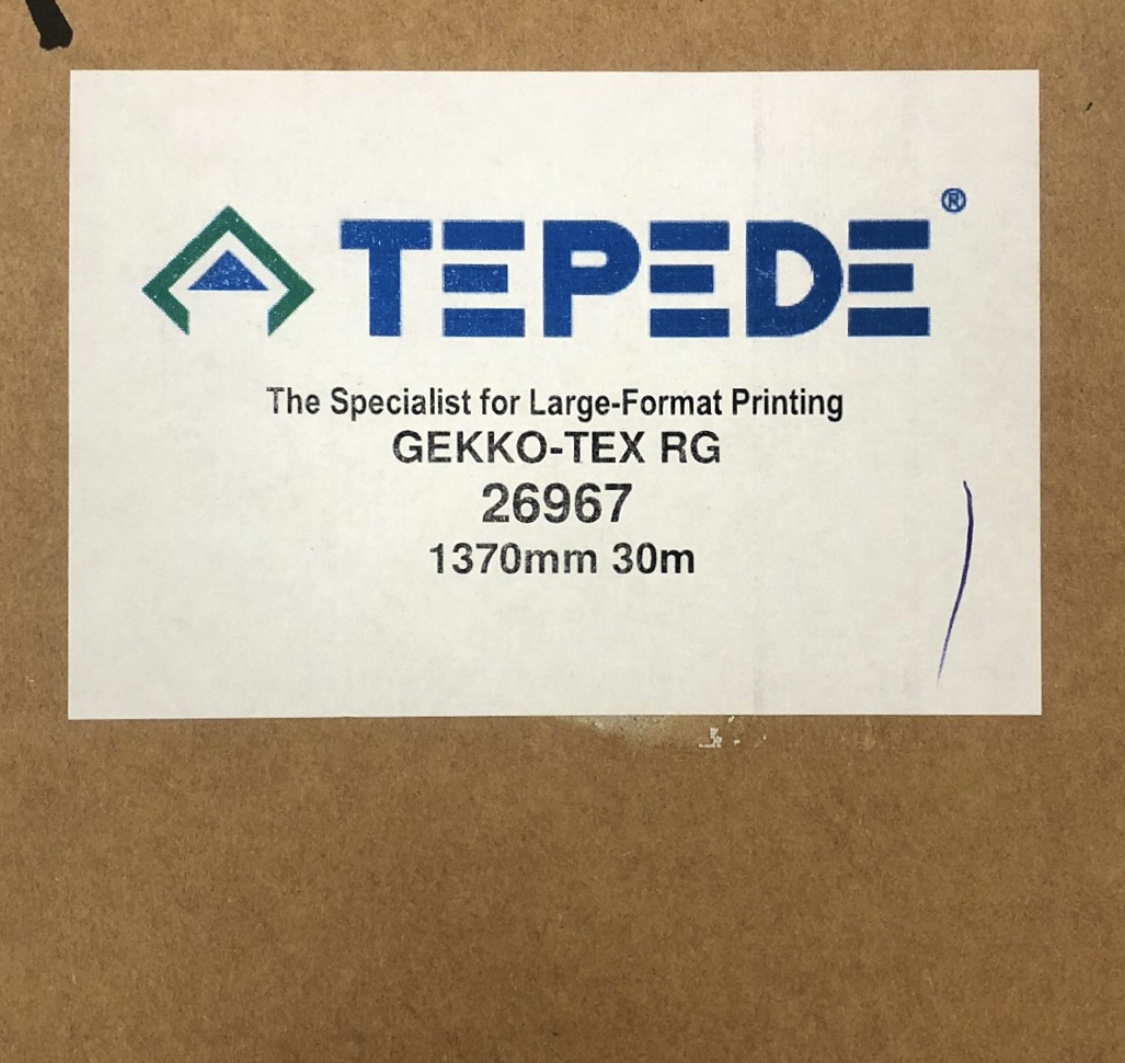 TEPEDE®
The Specialist for Large-Format Printing
GEKKO-TEX RG
26967
1370mm 30m